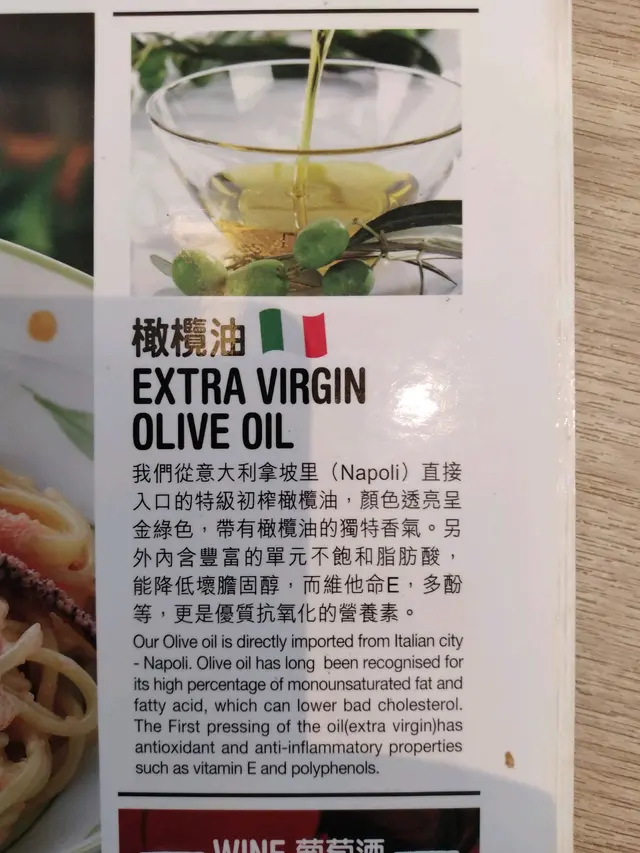 橄欖油
EXTRA VIRGIN
OLIVE OIL
我們從意大利拿坡里（Napoli）直接
入口的特級初榨橄欖油，顏色透亮呈
金綠色，帶有橄欖油的獨特香氣。另
外內含豐富的單元不飽和脂肪酸，
能降低壞膽固醇，而維他命E，多酚
等，更是優質抗氧化的營養素。
Our Olive oil is directly imported from Italian city
- Napoli. Olive oil has long been recognised for
its high percentage of monounsaturated fat and
fatty acid, which can lower bad cholesterol.
The First pressing of the oil(extra virgin)has
antioxidant and anti-inflammatory properties
such as vitamin E and polyphenols.
WINE 葡萄酒